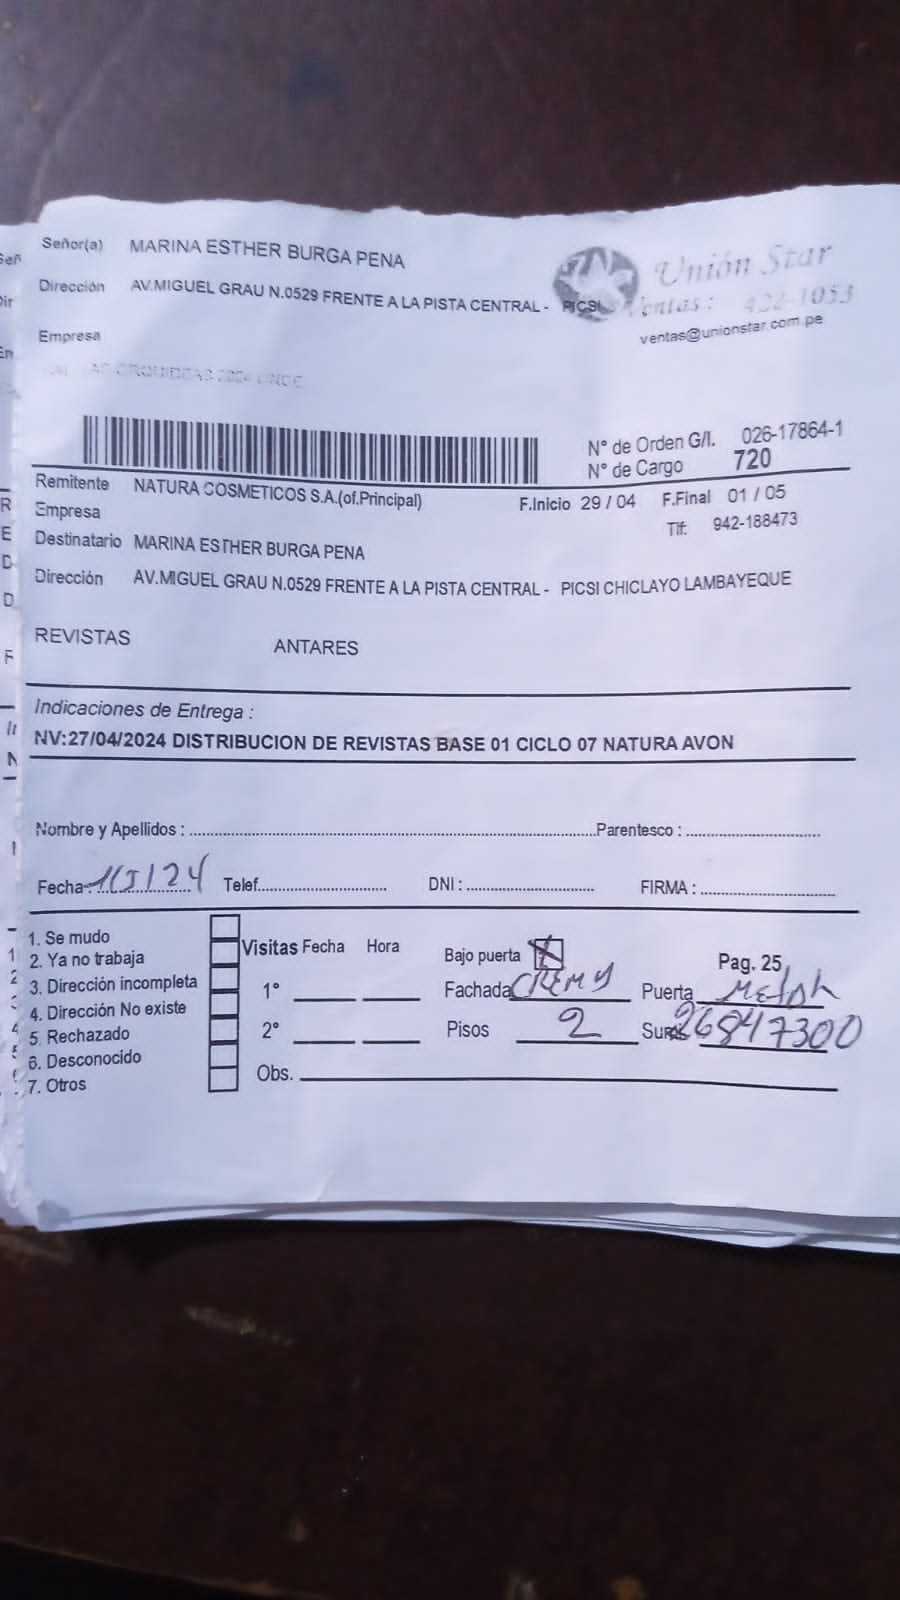 Señor(a) MARINA ESTHER BURGA PENA
Dirección AV.MIGUEL GRAU N.0529 FRENTE A LA PISTA CENTRAL - PICSI
Empresa
Unión Star
Ventas: 422-1053
ventas@unionstar.com.pe
N° de Orden G/I. 026-17864-1
N° de Cargo 720
Remitente NATURA COSMETICOS S.A.(of.Principal) F.Inicio 29 / 04 F.Final 01 / 05
Empresa Tlf: 942-188473
Destinatario MARINA ESTHER BURGA PENA
Dirección AV.MIGUEL GRAU N.0529 FRENTE A LA PISTA CENTRAL - PICSI CHICLAYO LAMBAYEQUE
REVISTAS ANTARES
Indicaciones de Entrega :
NV:27/04/2024 DISTRIBUCION DE REVISTAS BASE 01 CICLO 07 NATURA AVON
Nombre y Apellidos : Parentesco :
Fecha: Telef. DNI : FIRMA :
1. Se mudo
2. Ya no trabaja
3. Dirección incompleta
4. Dirección No existe
5. Rechazado
6. Desconocido
7. Otros
Visitas Fecha Hora
1°
2°
Obs.
Bajo puerta Pag. 25
Fachada CREMA Puerta Metal
Pisos 2 26847300